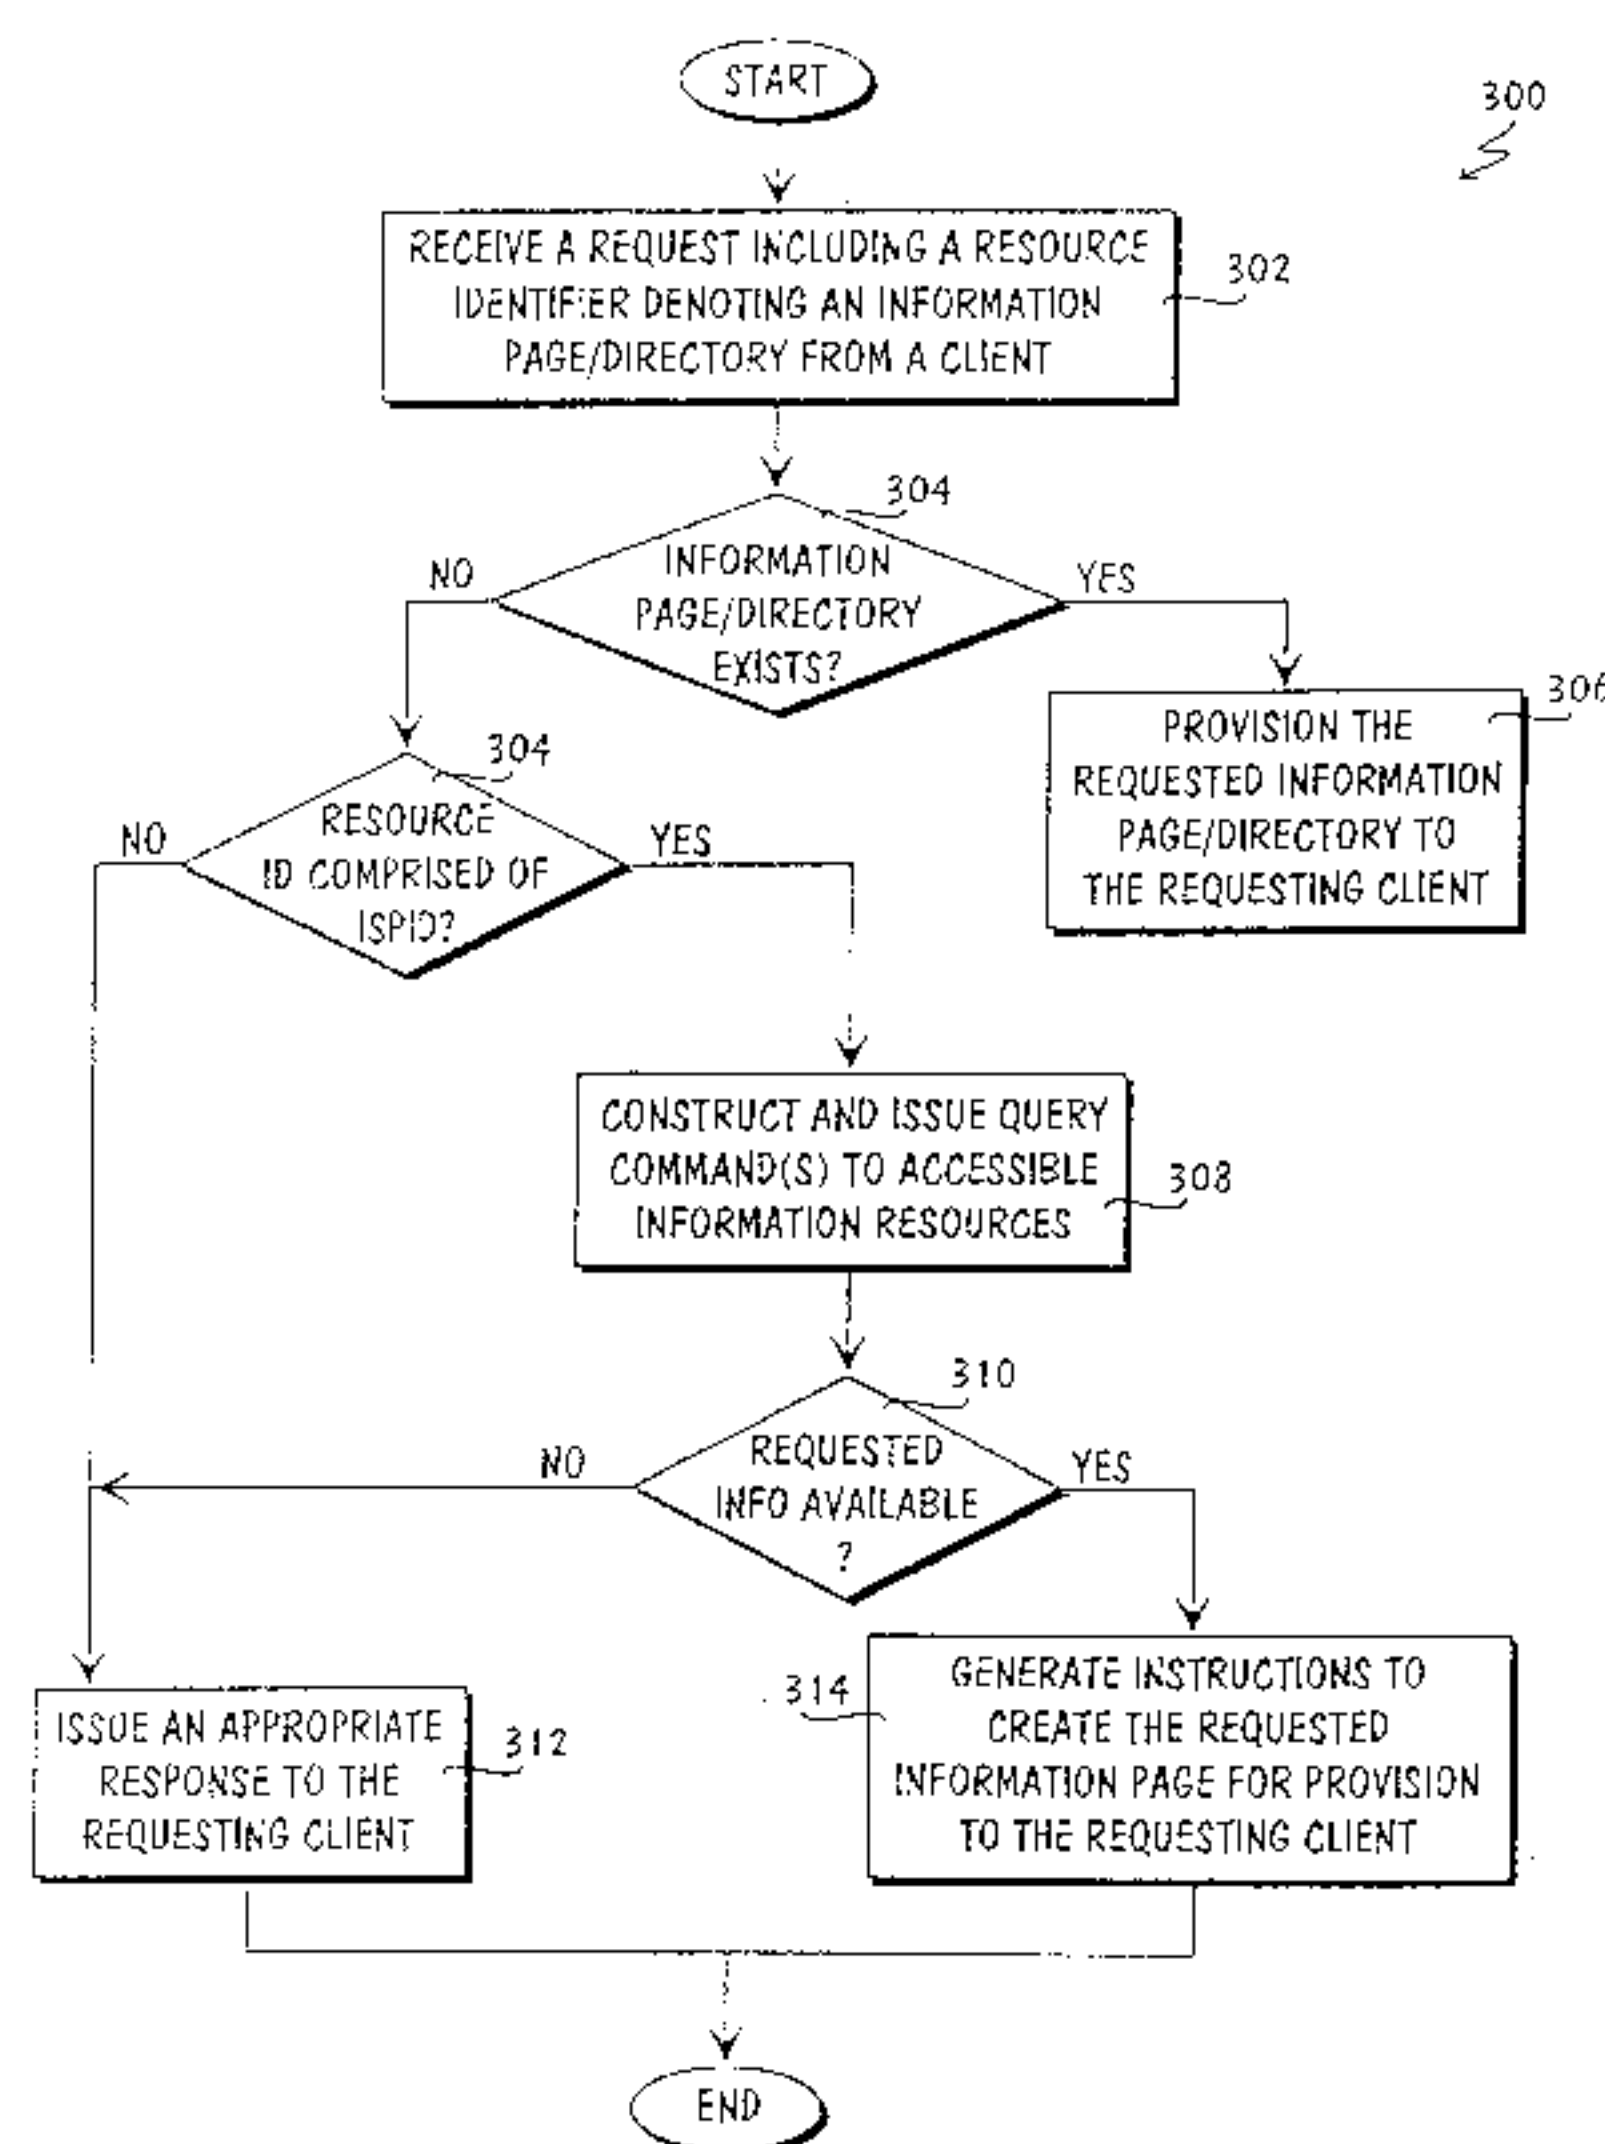 START
300
RECEIVE A REQUEST INCLUDING A RESOURCE
IDENTIFIER DENOTING AN INFORMATION
PAGE/DIRECTORY FROM A CLIENT
302
304
INFORMATION
PAGE/DIRECTORY
EXISTS?
NO
YES
306
PROVISION THE
REQUESTED INFORMATION
PAGE/DIRECTORY TO
THE REQUESTING CLIENT
304
RESOURCE
ID COMPRISED OF
ISPID?
NO
YES
CONSTRUCT AND ISSUE QUERY
COMMAND(S) TO ACCESSIBLE
INFORMATION RESOURCES
308
310
REQUESTED
INFO AVAILABLE
?
NO
YES
ISSUE AN APPROPRIATE
RESPONSE TO THE
REQUESTING CLIENT
312
314
GENERATE INSTRUCTIONS TO
CREATE THE REQUESTED
INFORMATION PAGE FOR PROVISION
TO THE REQUESTING CLIENT
END